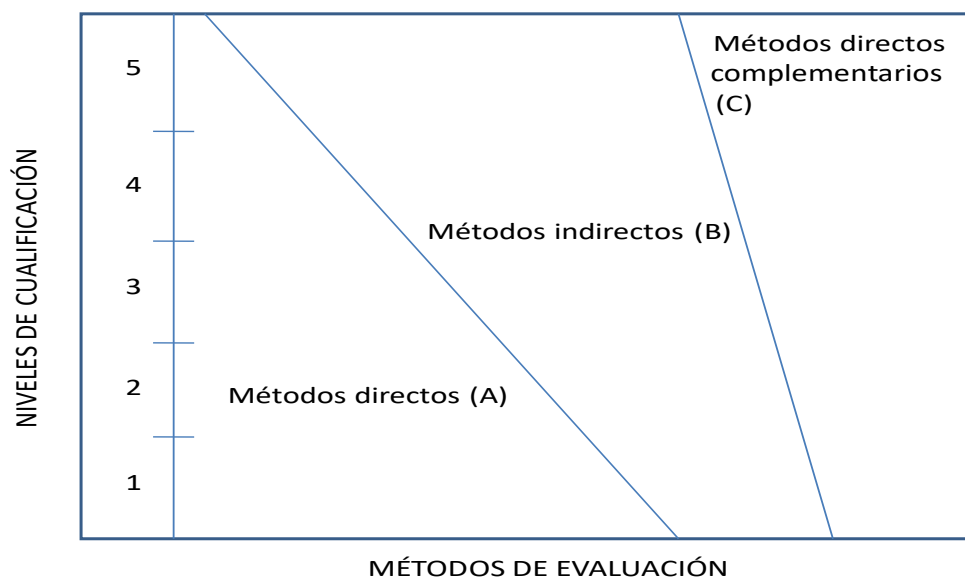 NIVELES DE CUALIFICACIÓN
5
4
3
2
1
Métodos directos
complementarios
(C)
Métodos indirectos (B)
Métodos directos (A)
MÉTODOS DE EVALUACIÓN